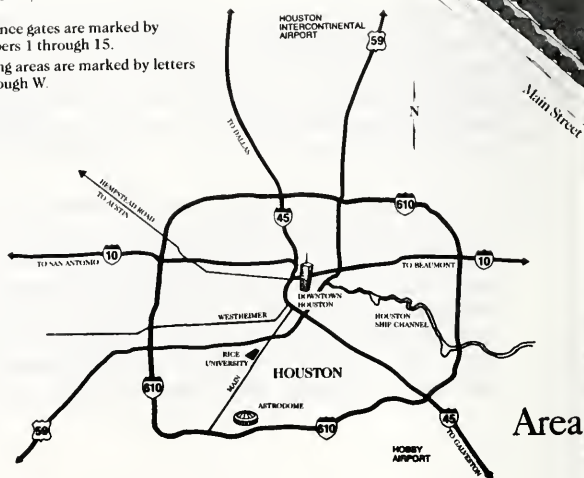 nce gates are marked by
bers 1 through 15.
ng areas are marked by letters
ough W.
HOUSTON
INTERCONTINENTAL
AIRPORT
59
N
Main Street
TO DALLAS
HEMPSTEAD ROAD
TO AUSTIN
45
610
10
TO SAN ANTONIO
TO BEAUMONT
10
DOWNTOWN
HOUSTON
HOUSTON
SHIP CHANNEL
WESTHEIMER
RICE
UNIVERSITY
MAIN
HOUSTON
610
ASTRODOME
610
59
45
TO GALVESTON
HOBBY
AIRPORT
Area